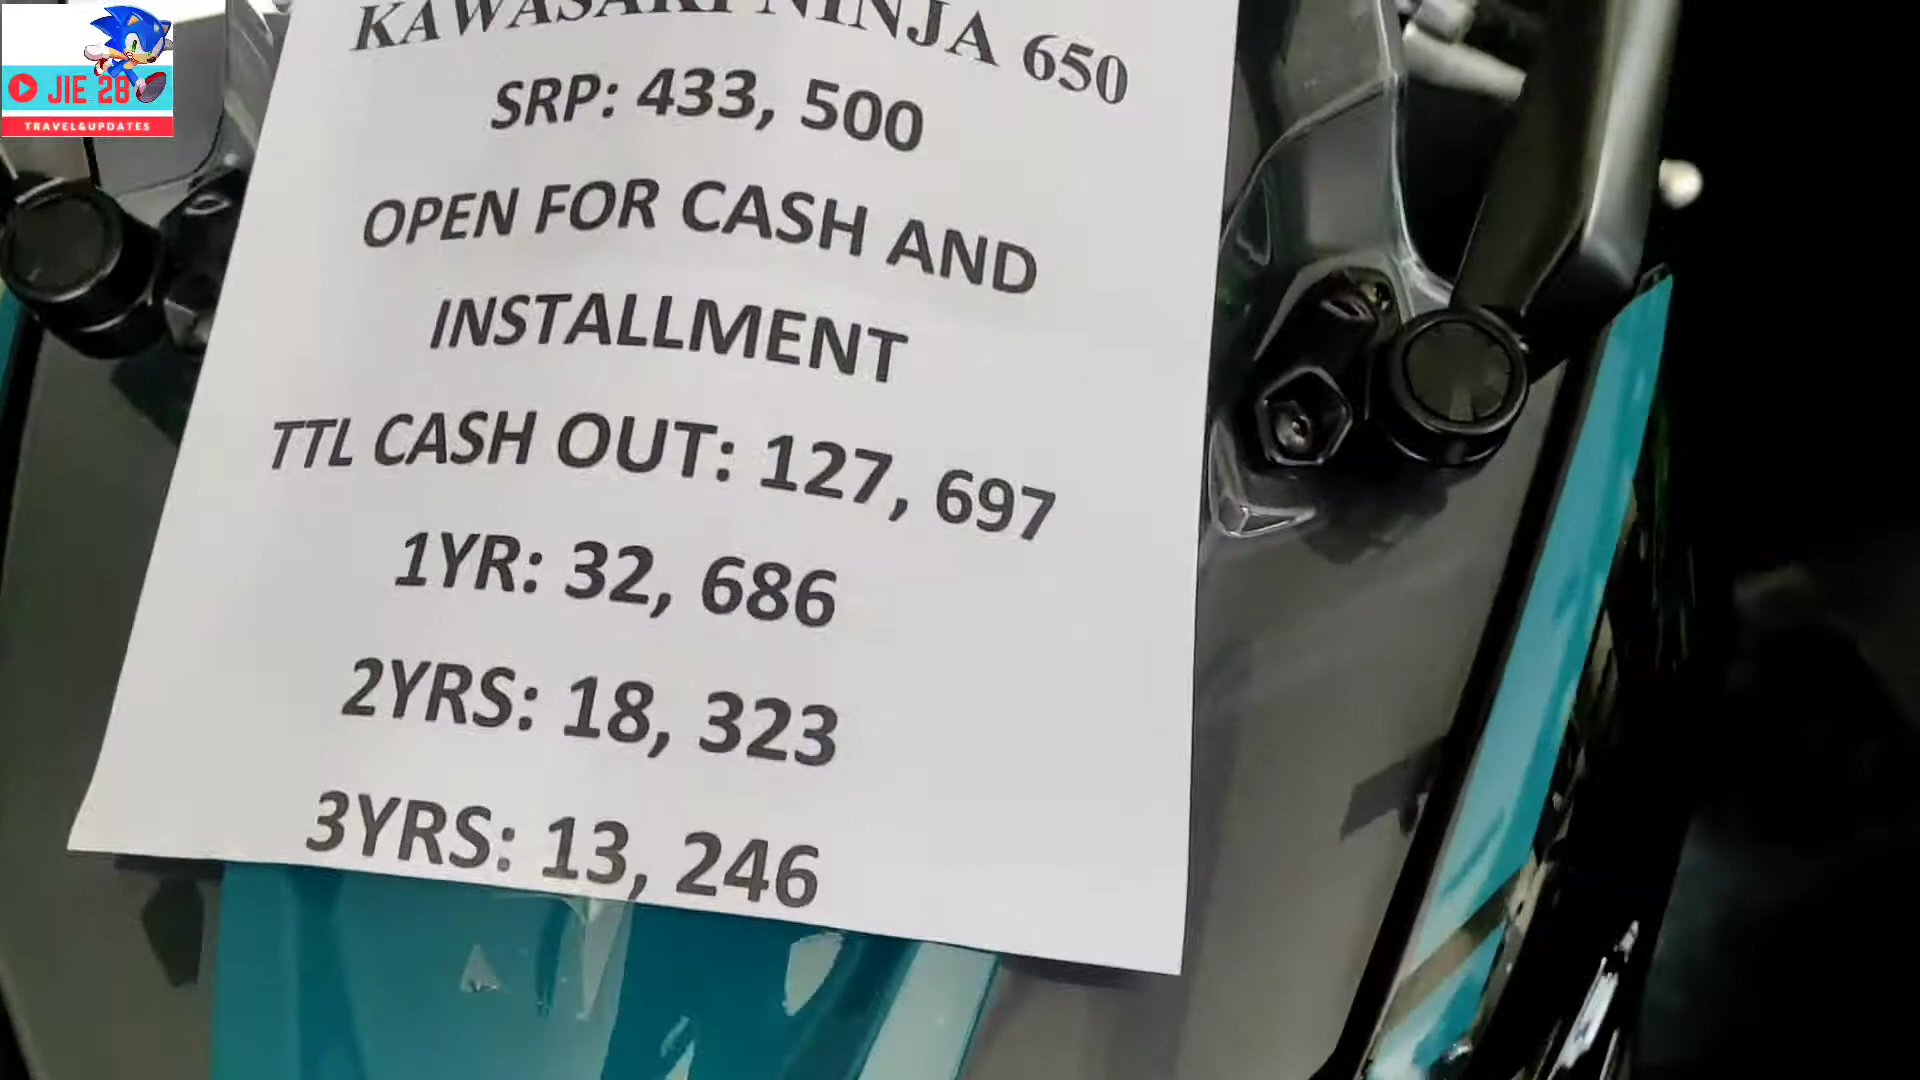 JIE 28
TRAVEL&UPDATES
KAWASAKI NINJA 650
SRP: 433, 500
OPEN FOR CASH AND
INSTALLMENT
TTL CASH OUT: 127, 697
1YR: 32, 686
2YRS: 18, 323
3YRS: 13, 246